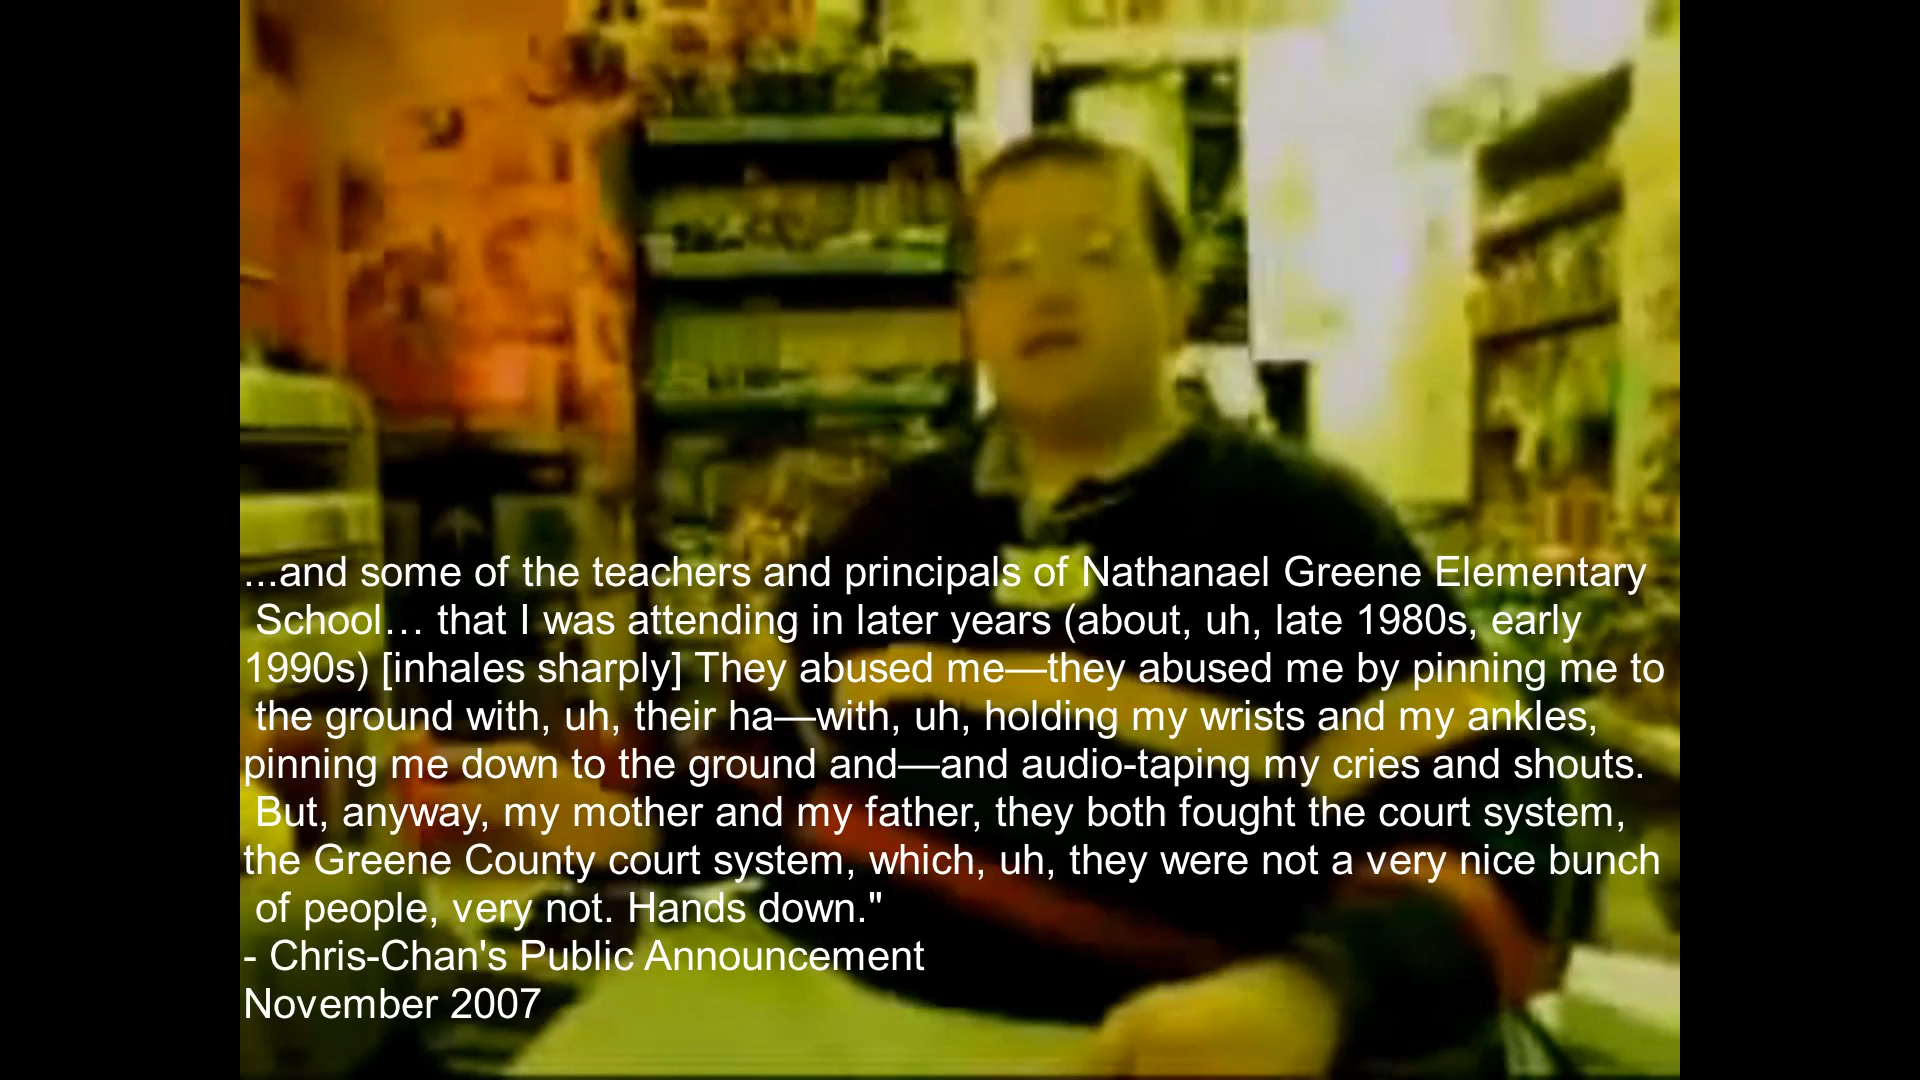 ...and some of the teachers and principals of Nathanael Greene Elementary
School… that I was attending in later years (about, uh, late 1980s, early
1990s) [inhales sharply] They abused me—they abused me by pinning me to
the ground with, uh, their ha—with, uh, holding my wrists and my ankles,
pinning me down to the ground and—and audio-taping my cries and shouts.
But, anyway, my mother and my father, they both fought the court system,
the Greene County court system, which, uh, they were not a very nice bunch
of people, very not. Hands down."
- Chris-Chan's Public Announcement
November 2007